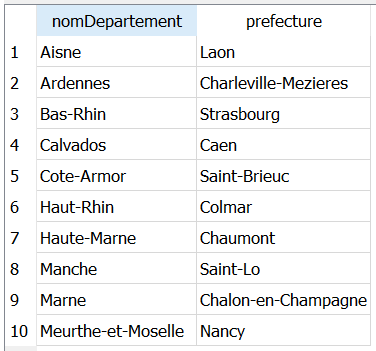 nomDepartement prefecture
1 Aisne Laon
2 Ardennes Charleville-Mezieres
3 Bas-Rhin Strasbourg
4 Calvados Caen
5 Cote-Armor Saint-Brieuc
6 Haut-Rhin Colmar
7 Haute-Marne Chaumont
8 Manche Saint-Lo
9 Marne Chalon-en-Champagne
10 Meurthe-et-Moselle Nancy